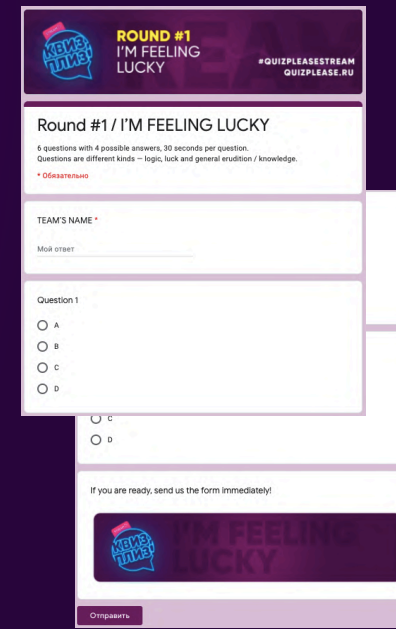 КВИЗ
ПЛИЗ!
ROUND #1
I'M FEELING
LUCKY
#QUIZPLEASESTREAM
QUIZPLEASE.RU
Round #1 / I'M FEELING LUCKY
6 questions with 4 possible answers, 30 seconds per question.
Questions are different kinds — logic, luck and general erudition / knowledge.
* Обязательно
TEAM'S NAME *
Мой ответ
Question 1
A
B
C
D
C
D
If you are ready, send us the form immediately!
КВИЗ
ПЛИЗ!
I'M FEELING
LUCKY
Отправить